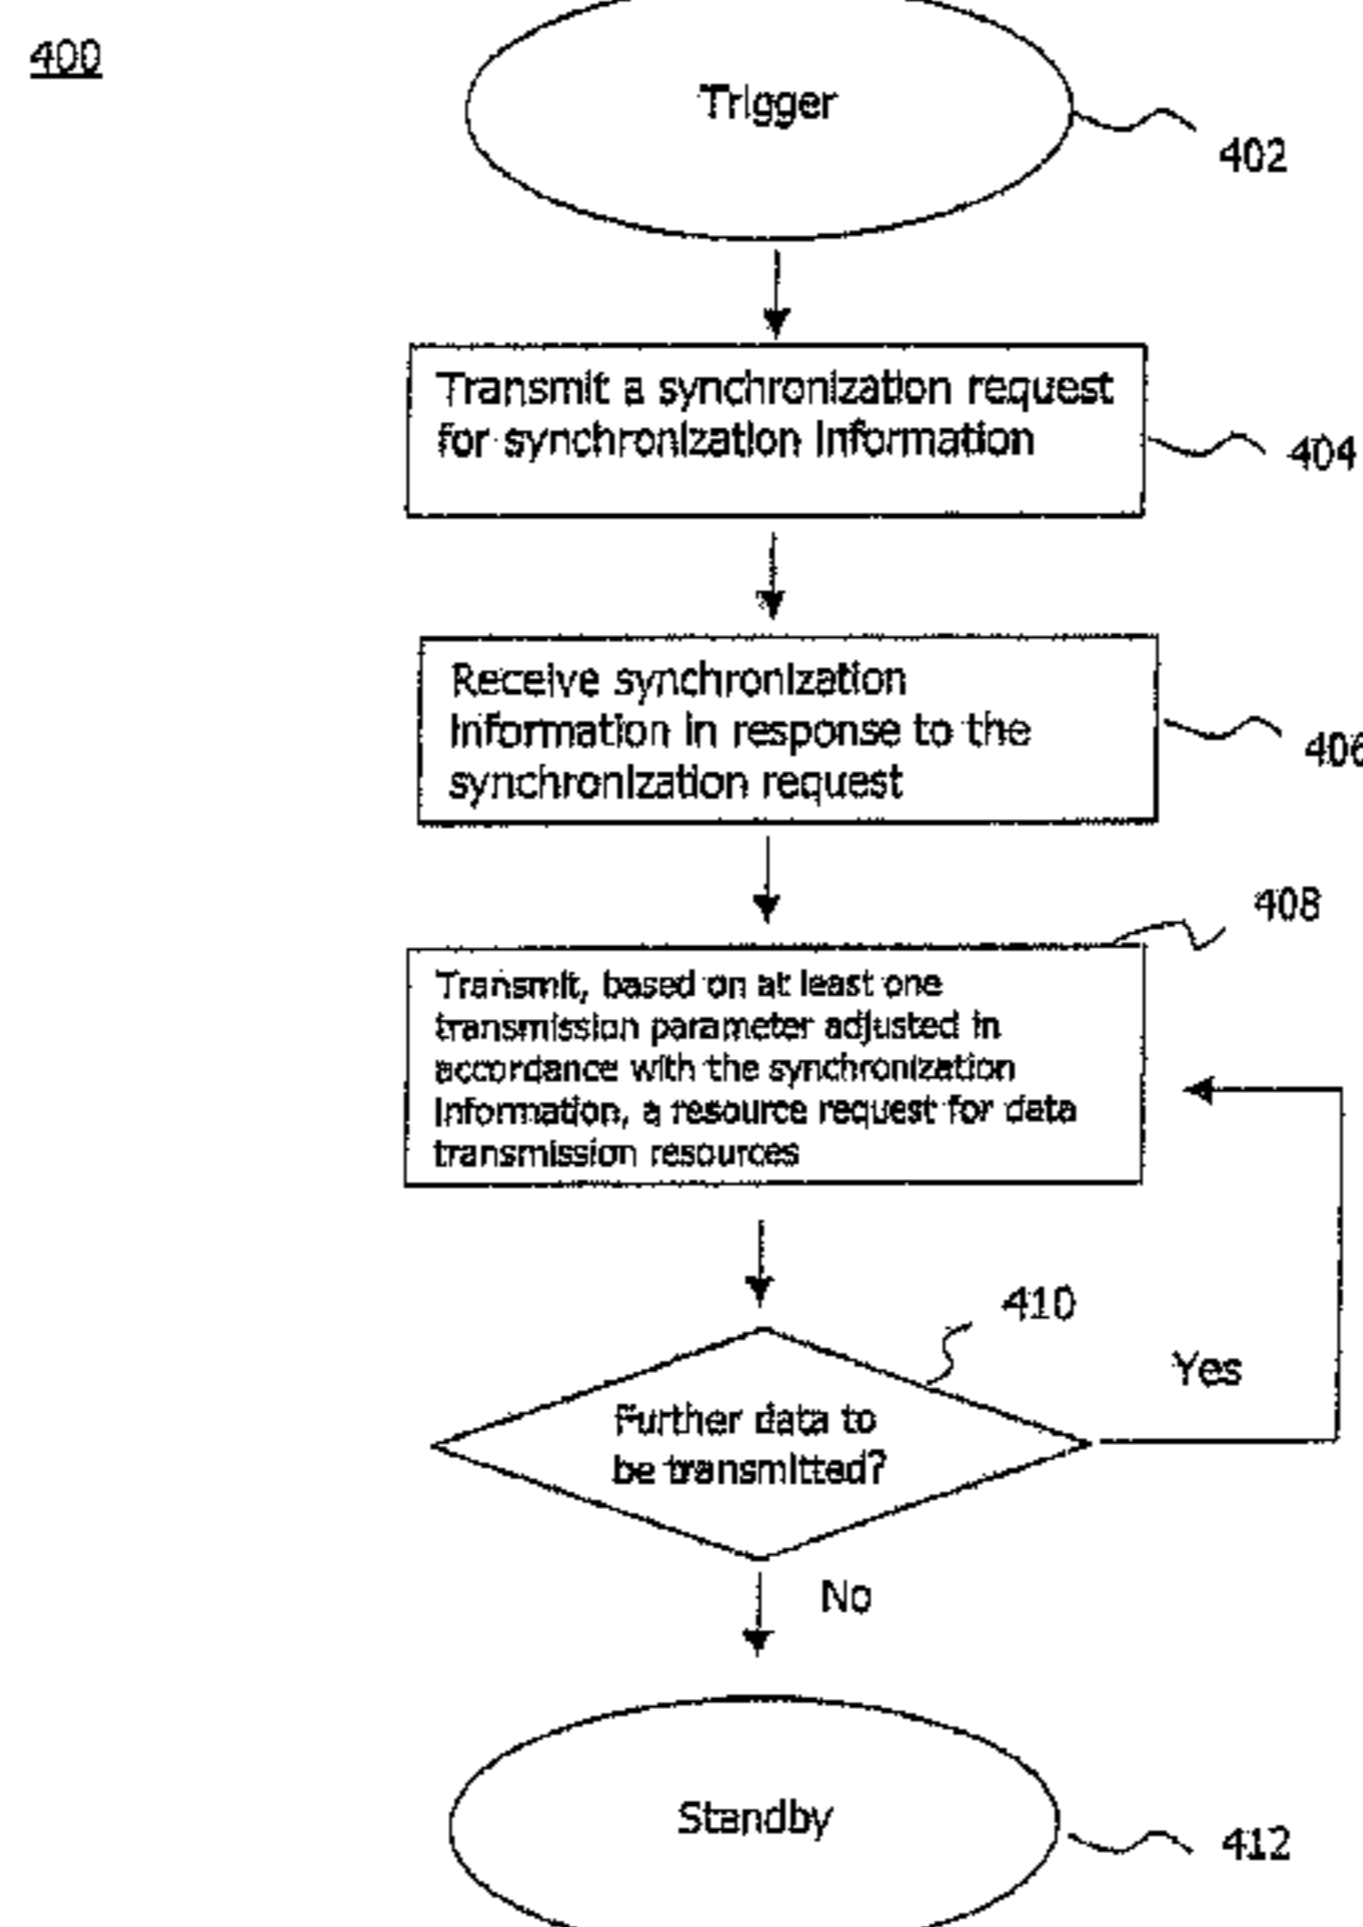 400
Trigger
402
Transmit a synchronization request
for synchronization information
404
Receive synchronization
information in response to the
synchronization request
406
408
Transmit, based on at least one
transmission parameter adjusted in
accordance with the synchronization
information, a resource request for data
transmission resources
410
Further data to
be transmitted?
Yes
No
Standby
412